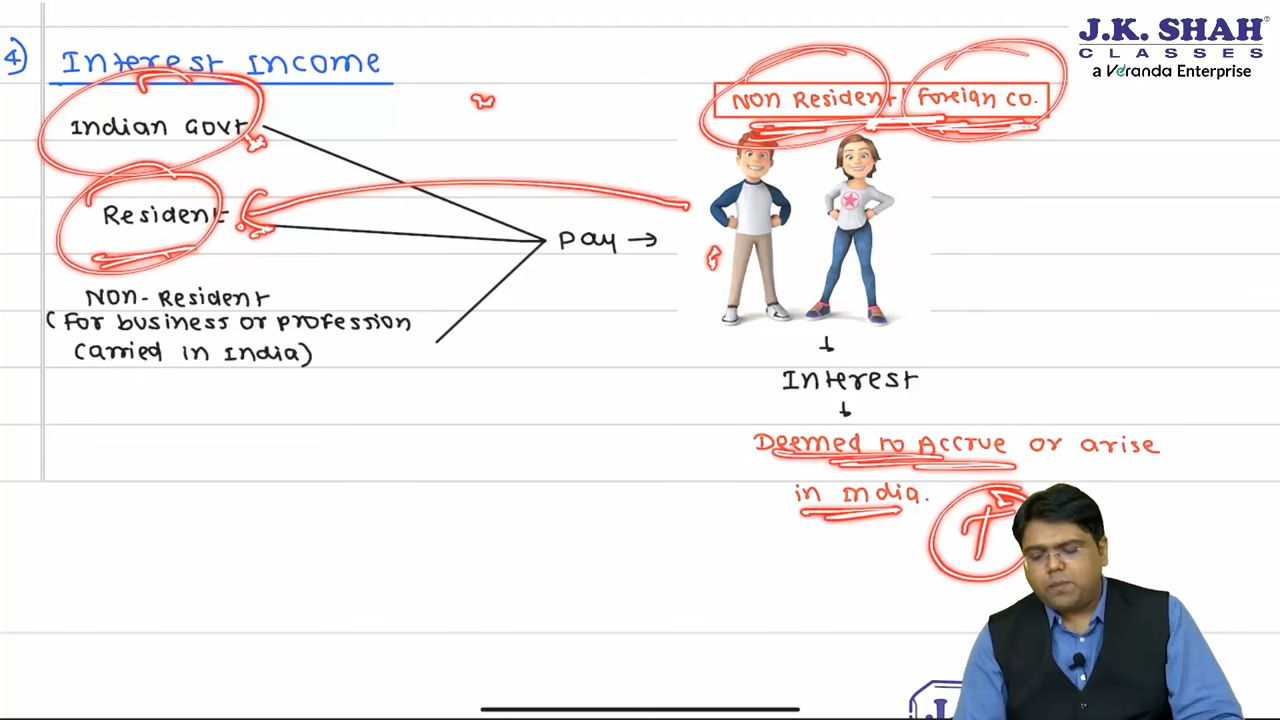 J.K. SHAH
CLASSES
a Veranda Enterprise
4) Interest Income
Non Resident / Foreign co.
Indian Govt
Resident
Pay →
Non-Resident
(For business or profession
carried in India)
Interest
Deemed to Accrue or arise
in India.
T